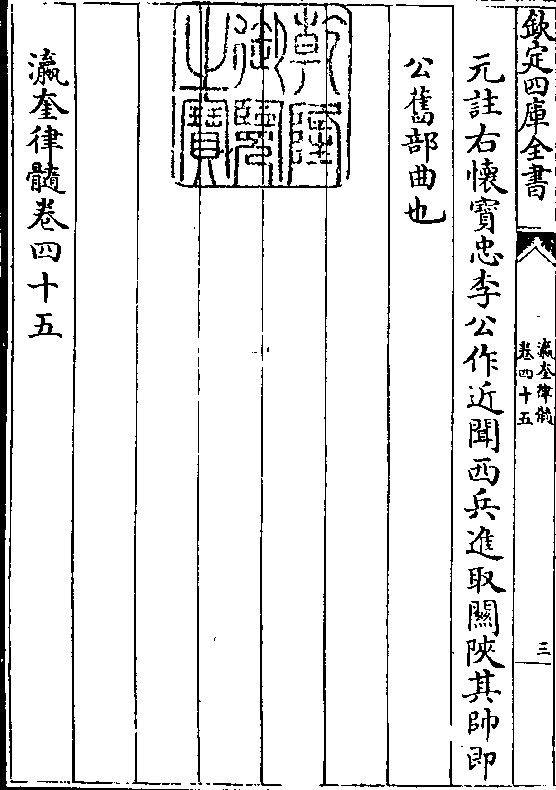 欽定四庫全書
瀛奎律髓
卷四十五
三
元註右懷寶忠李公作近聞西兵進取關陝其帥即
公舊部曲也
乾隆
御覽
之寶
瀛奎律髓卷四十五